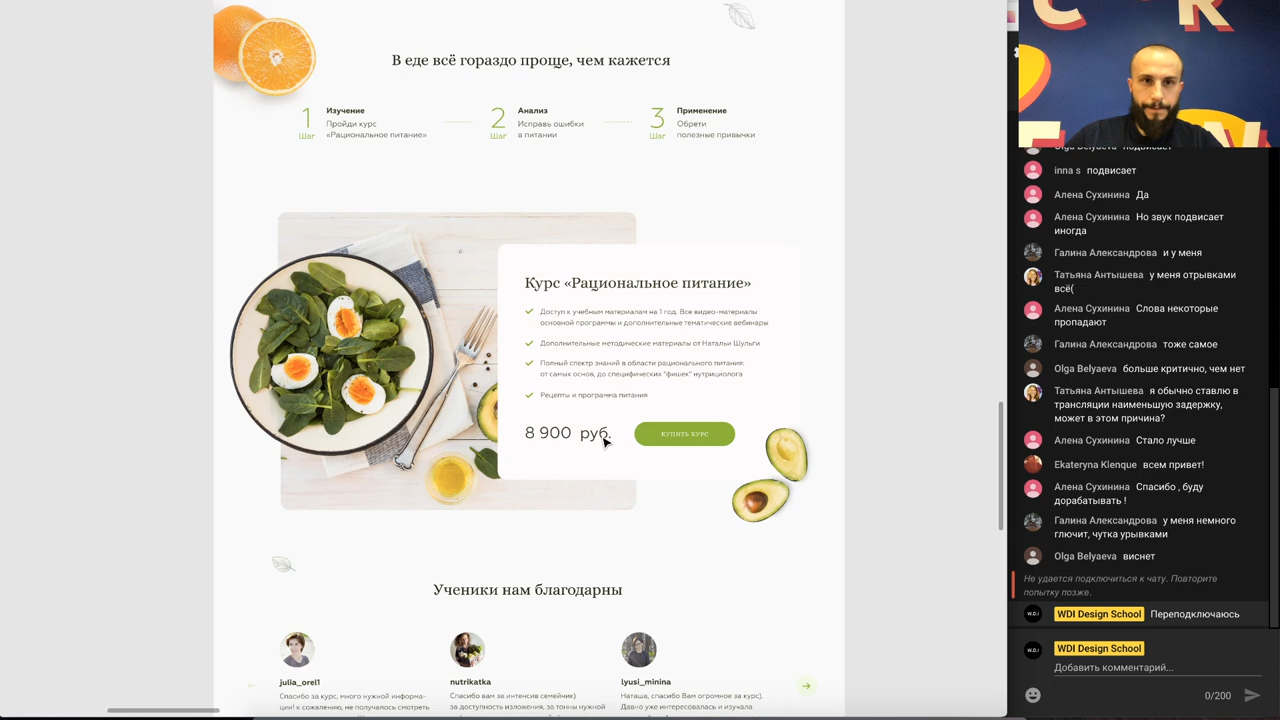 В еде всё гораздо проще, чем кажется
1
Шаг
Изучение
Пройди курс
«Рациональное питание»
2
Шаг
Анализ
Исправь ошибки
в питании
3
Шаг
Применение
Обрети
полезные привычки
Курс «Рациональное питание»
Доступ к учебным материалам на 1 год. Все видео-материалы
основной программы и дополнительные тематические вебинары
Дополнительные методические материалы от Натальи Шульги
Полный спектр знаний в области рационального питания:
от самых основ, до специфических "фишек" нутрициолога
Рецепты и программа питания
8 900 руб.
КУПИТЬ КУРС
Ученики нам благодарны
julia_orel1
Спасибо за курс, много нужной информа-
ции! к сожалению, не получалось смотреть
nutrikatka
Спасибо вам за интенсив семейник)
за доступность изложения, за тонны нужной
lyusi_minina
Наташа, спасибо Вам огромное за курс).
Давно уже интересовалась и изучала
Olga Belyaeva подвисает
inna s подвисает
Алена Сухинина Да
Алена Сухинина Но звук подвисает
иногда
Галина Александрова и у меня
Татьяна Антышева у меня отрывками
всё(
Алена Сухинина Слова некоторые
пропадают
Галина Александрова тоже самое
Olga Belyaeva больше критично, чем нет
Татьяна Антышева я обычно ставлю в
трансляции наименьшую задержку,
может в этом причина?
Алена Сухинина Стало лучше
Ekateryna Klenque всем привет!
Алена Сухинина Спасибо , буду
дорабатывать !
Галина Александрова у меня немного
глючит, чутка урывками
Olga Belyaeva виснет
Не удается подключиться к чату. Повторите
попытку позже.
W.D.I WDI Design School Переподключаюсь
W.D.I WDI Design School
Добавить комментарий...
0/200